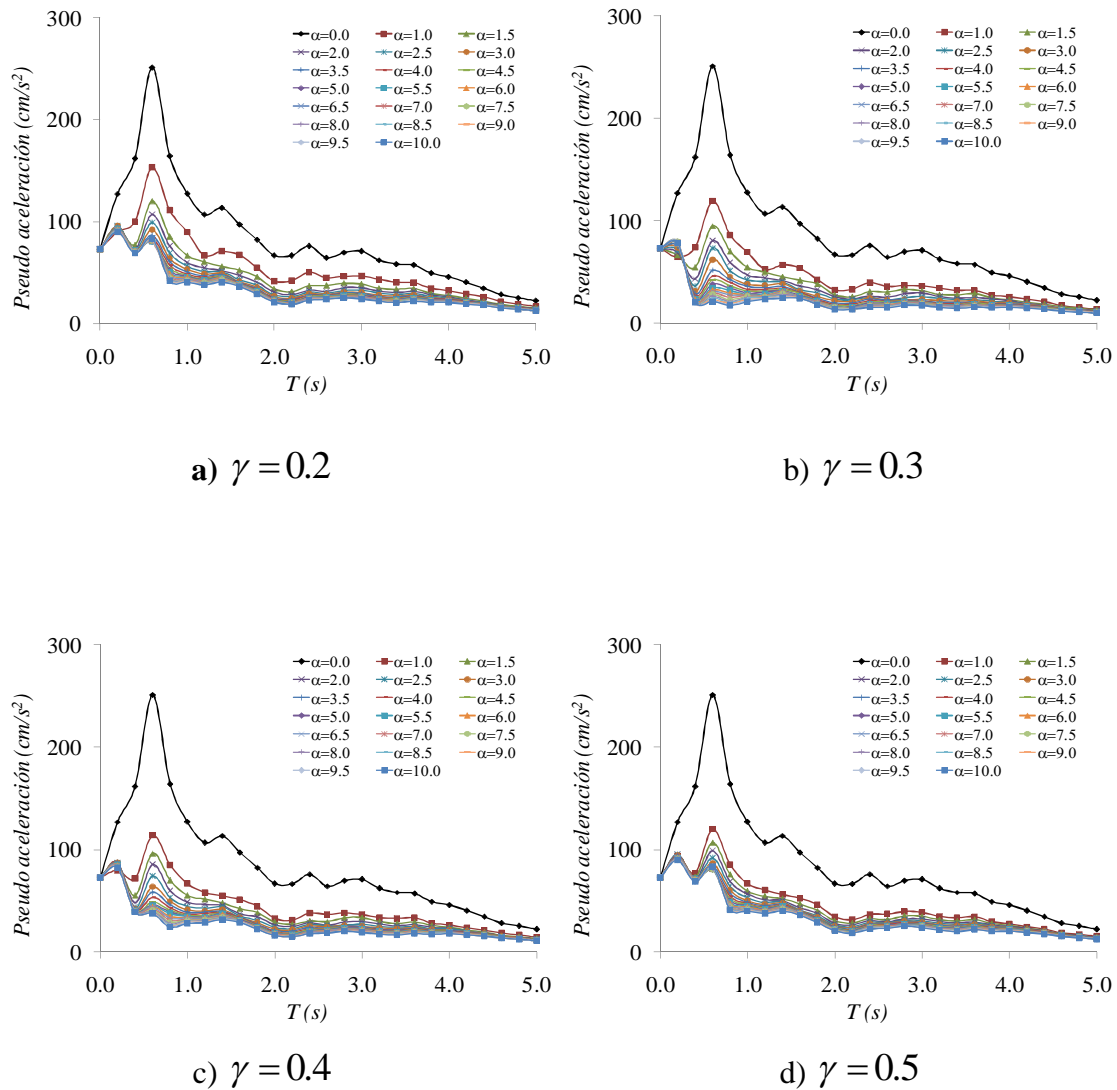 300
200
100
0
Pseudo aceleración (cm/s²)
α=0.0 α=1.0 α=1.5
α=2.0 α=2.5 α=3.0
α=3.5 α=4.0 α=4.5
α=5.0 α=5.5 α=6.0
α=6.5 α=7.0 α=7.5
α=8.0 α=8.5 α=9.0
α=9.5 α=10.0
0.0 1.0 2.0 3.0 4.0 5.0
T (s)
a) γ = 0.2
300
200
100
0
Pseudo aceleración (cm/s²)
α=0.0 α=1.0 α=1.5
α=2.0 α=2.5 α=3.0
α=3.5 α=4.0 α=4.5
α=5.0 α=5.5 α=6.0
α=6.5 α=7.0 α=7.5
α=8.0 α=8.5 α=9.0
α=9.5 α=10.0
0.0 1.0 2.0 3.0 4.0 5.0
T (s)
b) γ = 0.3
300
200
100
0
Pseudo aceleración (cm/s²)
α=0.0 α=1.0 α=1.5
α=2.0 α=2.5 α=3.0
α=3.5 α=4.0 α=4.5
α=5.0 α=5.5 α=6.0
α=6.5 α=7.0 α=7.5
α=8.0 α=8.5 α=9.0
α=9.5 α=10.0
0.0 1.0 2.0 3.0 4.0 5.0
T (s)
c) γ = 0.4
300
200
100
0
Pseudo aceleración (cm/s²)
α=0.0 α=1.0 α=1.5
α=2.0 α=2.5 α=3.0
α=3.5 α=4.0 α=4.5
α=5.0 α=5.5 α=6.0
α=6.5 α=7.0 α=7.5
α=8.0 α=8.5 α=9.0
α=9.5 α=10.0
0.0 1.0 2.0 3.0 4.0 5.0
T (s)
d) γ = 0.5